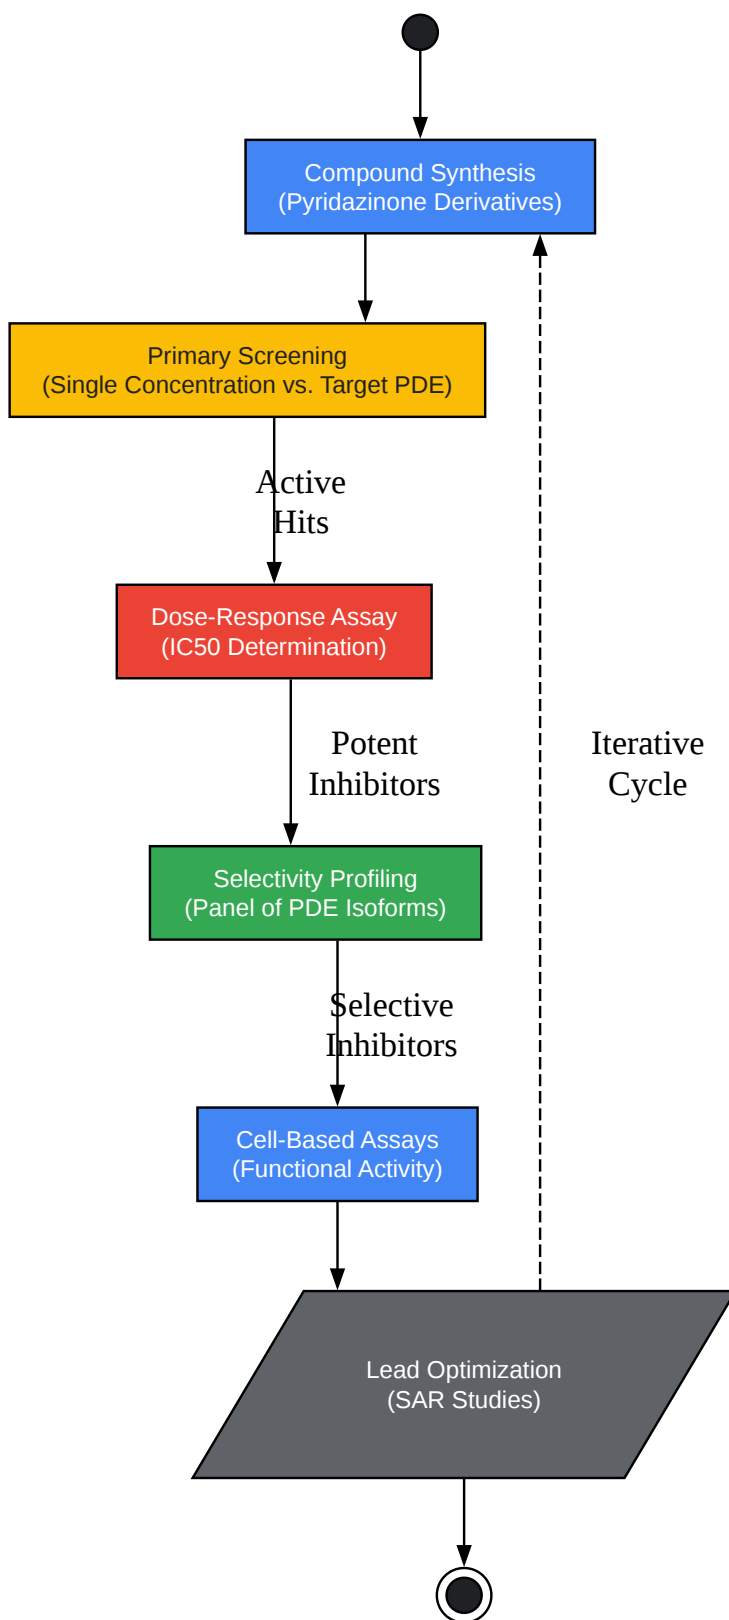 Compound Synthesis
(Pyridazinone Derivatives)
Primary Screening
(Single Concentration vs. Target PDE)
Active
Hits
Dose-Response Assay
(IC50 Determination)
Potent
Inhibitors
Iterative
Cycle
Selectivity Profiling
(Panel of PDE Isoforms)
Selective
Inhibitors
Cell-Based Assays
(Functional Activity)
Lead Optimization
(SAR Studies)